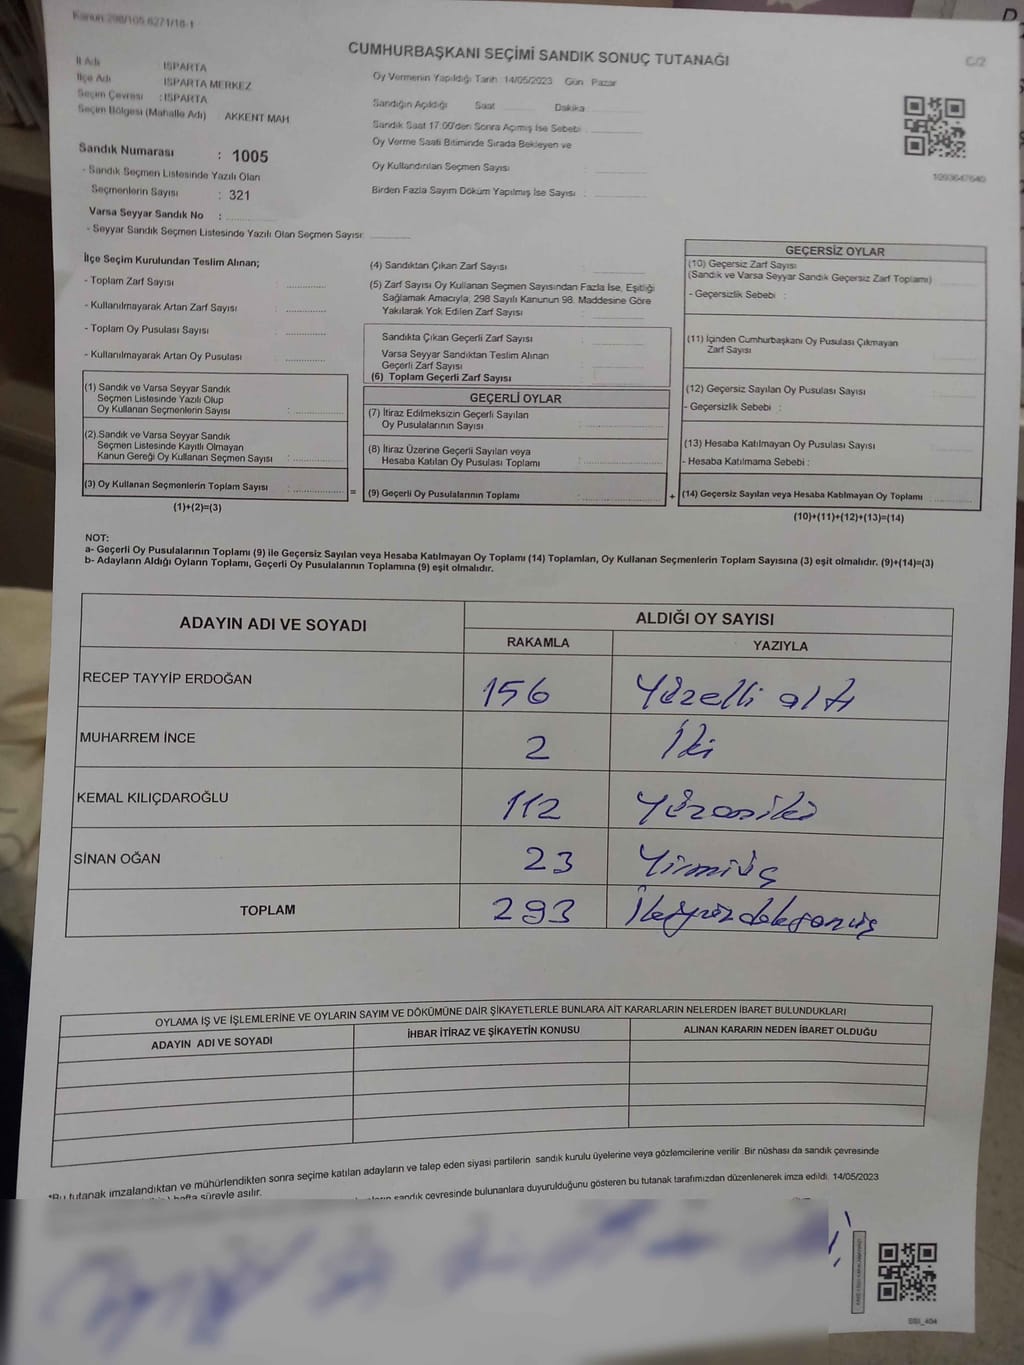 Kanun:298/105,6271/18-1
CUMHURBAŞKANI SEÇİMİ SANDIK SONUÇ TUTANAĞI
C/2
İl Adı ISPARTA
İlçe Adı ISPARTA MERKEZ
Seçim Çevresi : ISPARTA
Seçim Bölgesi (Mahalle Adı) AKKENT MAH
Sandık Numarası : 1005
- Sandık Seçmen Listesinde Yazılı Olan
Seçmenlerin Sayısı : 321
Varsa Seyyar Sandık No :
- Seyyar Sandık Seçmen Listesinde Yazılı Olan Seçmen Sayısı:
Oy Vermenin Yapıldığı Tarih :14/05/2023 Gün Pazar
Sandığın Açıldığı Saat Dakika
Sandık Saat 17:00'den Sonra Açımış İse Sebebi :
Oy Verme Saati Bitiminde Sırada Bekleyen ve
Oy Kullandırılan Seçmen Sayısı :
Birden Fazla Sayım Döküm Yapılmış İse Sayısı :
1093647640
İlçe Seçim Kurulundan Teslim Alınan;
- Toplam Zarf Sayısı :
- Kullanılmayarak Artan Zarf Sayısı :
- Toplam Oy Pusulası Sayısı :
- Kullanılmayarak Artan Oy Pusulası :
(1) Sandık ve Varsa Seyyar Sandık
Seçmen Listesinde Yazılı Olup
Oy Kullanan Seçmenlerin Sayısı :
(2) Sandık ve Varsa Seyyar Sandık
Seçmen Listesinde Kayıtlı Olmayan
Kanun Gereği Oy Kullanan Seçmen Sayısı :
(3) Oy Kullanan Seçmenlerin Toplam Sayısı :
(1)+(2)=(3)
(4) Sandıktan Çıkan Zarf Sayısı :
(5) Zarf Sayısı Oy Kullanan Seçmen Sayısından Fazla İse, Eşitliği
Sağlamak Amacıyla, 298 Sayılı Kanunun 98. Maddesine Göre
Yakılarak Yok Edilen Zarf Sayısı :
Sandıkta Çıkan Geçerli Zarf Sayısı :
Varsa Seyyar Sandıktan Teslim Alınan
Geçerli Zarf Sayısı :
(6) Toplam Geçerli Zarf Sayısı :
GEÇERLİ OYLAR
(7) İtiraz Edilmeksizin Geçerli Sayılan
Oy Pusulalarının Sayısı :
(8) İtiraz Üzerine Geçerli Sayılan veya
Hesaba Katılan Oy Pusulası Toplamı :
= (9) Geçerli Oy Pusulalarının Toplamı :
GEÇERSİZ OYLAR
(10) Geçersiz Zarf Sayısı
(Sandık ve Varsa Seyyar Sandık Geçersiz Zarf Toplamı)
- Geçersizlik Sebebi :
(11) İçinden Cumhurbaşkanı Oy Pusulası Çıkmayan
Zarf Sayısı
(12) Geçersiz Sayılan Oy Pusulası Sayısı
- Geçersizlik Sebebi :
(13) Hesaba Katılmayan Oy Pusulası Sayısı
- Hesaba Katılmama Sebebi :
+ (14) Geçersiz Sayılan veya Hesaba Katılmayan Oy Toplamı
(10)+(11)+(12)+(13)=(14)
NOT:
a- Geçerli Oy Pusulalarının Toplamı (9) ile Geçersiz Sayılan veya Hesaba Katılmayan Oy Toplamı (14) Toplamları, Oy Kullanan Seçmenlerin Toplam Sayısına (3) eşit olmalıdır. (9)+(14)=(3)
b- Adayların Aldığı Oyların Toplamı, Geçerli Oy Pusulalarının Toplamına (9) eşit olmalıdır.
ADAYIN ADI VE SOYADI ALDIĞI OY SAYISI
RAKAMLA YAZIYLA
RECEP TAYYİP ERDOĞAN 156 Yüzelli altı
MUHARREM İNCE 2 İki
KEMAL KILIÇDAROĞLU 112 Yüzoniki
SİNAN OĞAN 23 Yirmiüç
TOPLAM 293 İkiyüzdoksanüç
OYLAMA İŞ VE İŞLEMLERİNE VE OYLARIN SAYIM VE DÖKÜMÜNE DAİR ŞİKAYETLERLE BUNLARA AİT KARARLARIN NELERDEN İBARET BULUNDUKLARI
ADAYIN ADI VE SOYADI İHBAR İTİRAZ VE ŞİKAYETİN KONUSU ALINAN KARARIN NEDEN İBARET OLDUĞU
*Bu tutanak imzalandıktan ve mühürlendikten sonra seçime katılan adayların ve talep eden siyasi partilerin sandık kurulu üyelerine veya gözlemcilerine verilir Bir nüshası da sandık çevresinde
hafta süreyle asılır.
sandık çevresinde bulunanlara duyurulduğunu gösteren bu tutanak tarafımızdan düzenlenerek imza edildi. 14/05/2023
SSI_404